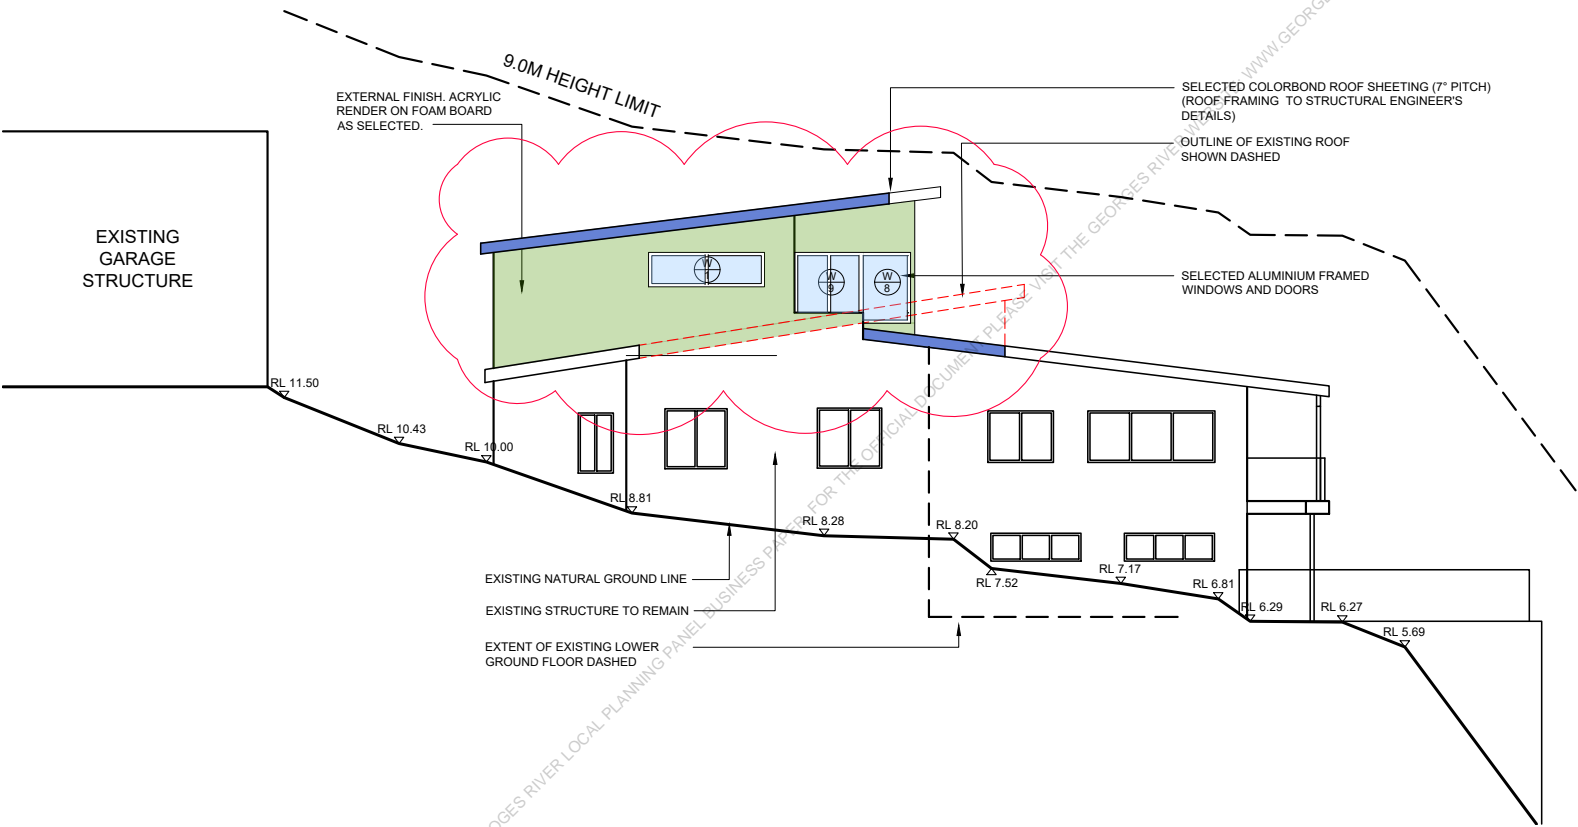 9.0M HEIGHT LIMIT
EXTERNAL FINISH. ACRYLIC
RENDER ON FOAM BOARD
AS SELECTED.
SELECTED COLORBOND ROOF SHEETING (7° PITCH)
(ROOF FRAMING TO STRUCTURAL ENGINEER'S
DETAILS)
OUTLINE OF EXISTING ROOF
SHOWN DASHED
EXISTING
GARAGE
STRUCTURE
W
1
W
9
W
8
SELECTED ALUMINIUM FRAMED
WINDOWS AND DOORS
RL 11.50
RL 10.43
RL 10.00
RL 8.81
RL 8.28
RL 8.20
RL 7.52
RL 7.17
RL 6.81
RL 6.29
RL 6.27
RL 5.69
EXISTING NATURAL GROUND LINE
EXISTING STRUCTURE TO REMAIN
EXTENT OF EXISTING LOWER
GROUND FLOOR DASHED
RIVER LOCAL PLANNING PANEL BUSINESS PAPER. FOR THE OFFICIAL DOCUMENT PLEASE VISIT THE GEORGES RIVER WEBSITE: WWW.